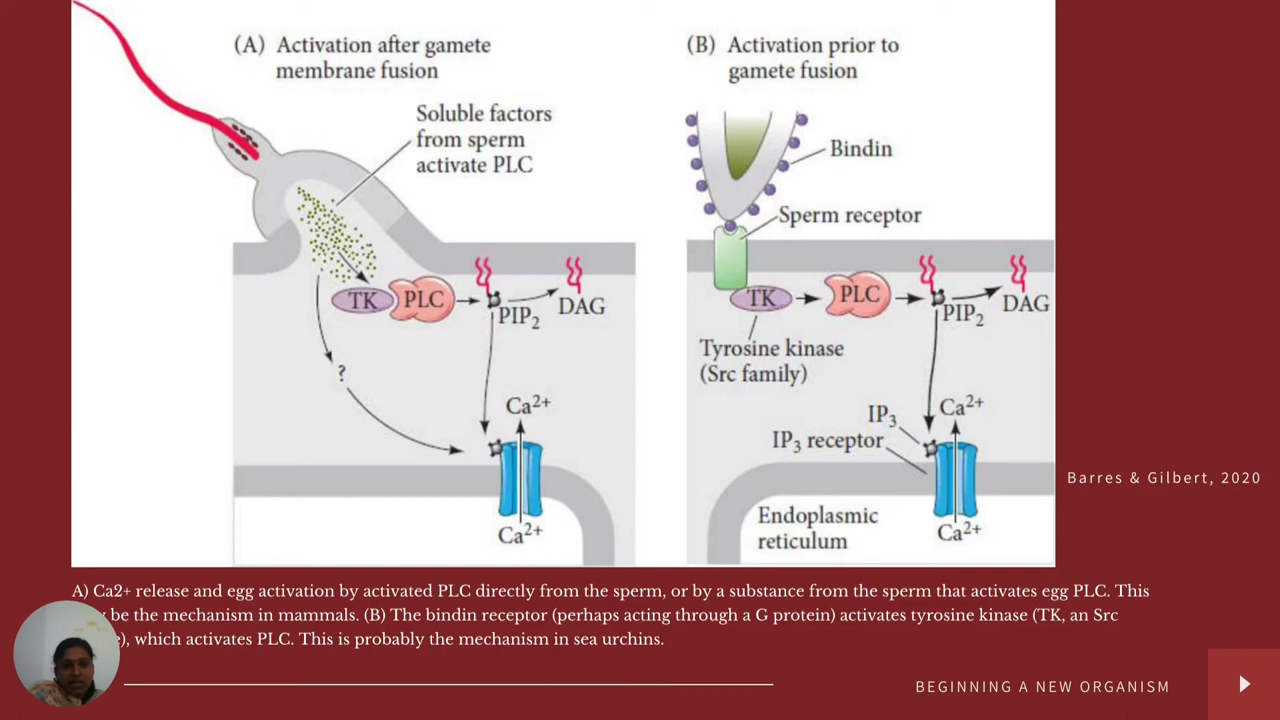 (A) Activation after gamete
membrane fusion
Soluble factors
from sperm
activate PLC
TK
PLC
PIP2
DAG
?
Ca2+
Ca2+
(B) Activation prior to
gamete fusion
Bindin
Sperm receptor
TK
PLC
PIP2
DAG
Tyrosine kinase
(Src family)
IP3
Ca2+
IP3 receptor
Endoplasmic
reticulum
Ca2+
Barres & Gilbert, 2020
A) Ca2+ release and egg activation by activated PLC directly from the sperm, or by a substance from the sperm that activates egg PLC. This
be the mechanism in mammals. (B) The bindin receptor (perhaps acting through a G protein) activates tyrosine kinase (TK, an Src
which activates PLC. This is probably the mechanism in sea urchins.
BEGINNING A NEW ORGANISM